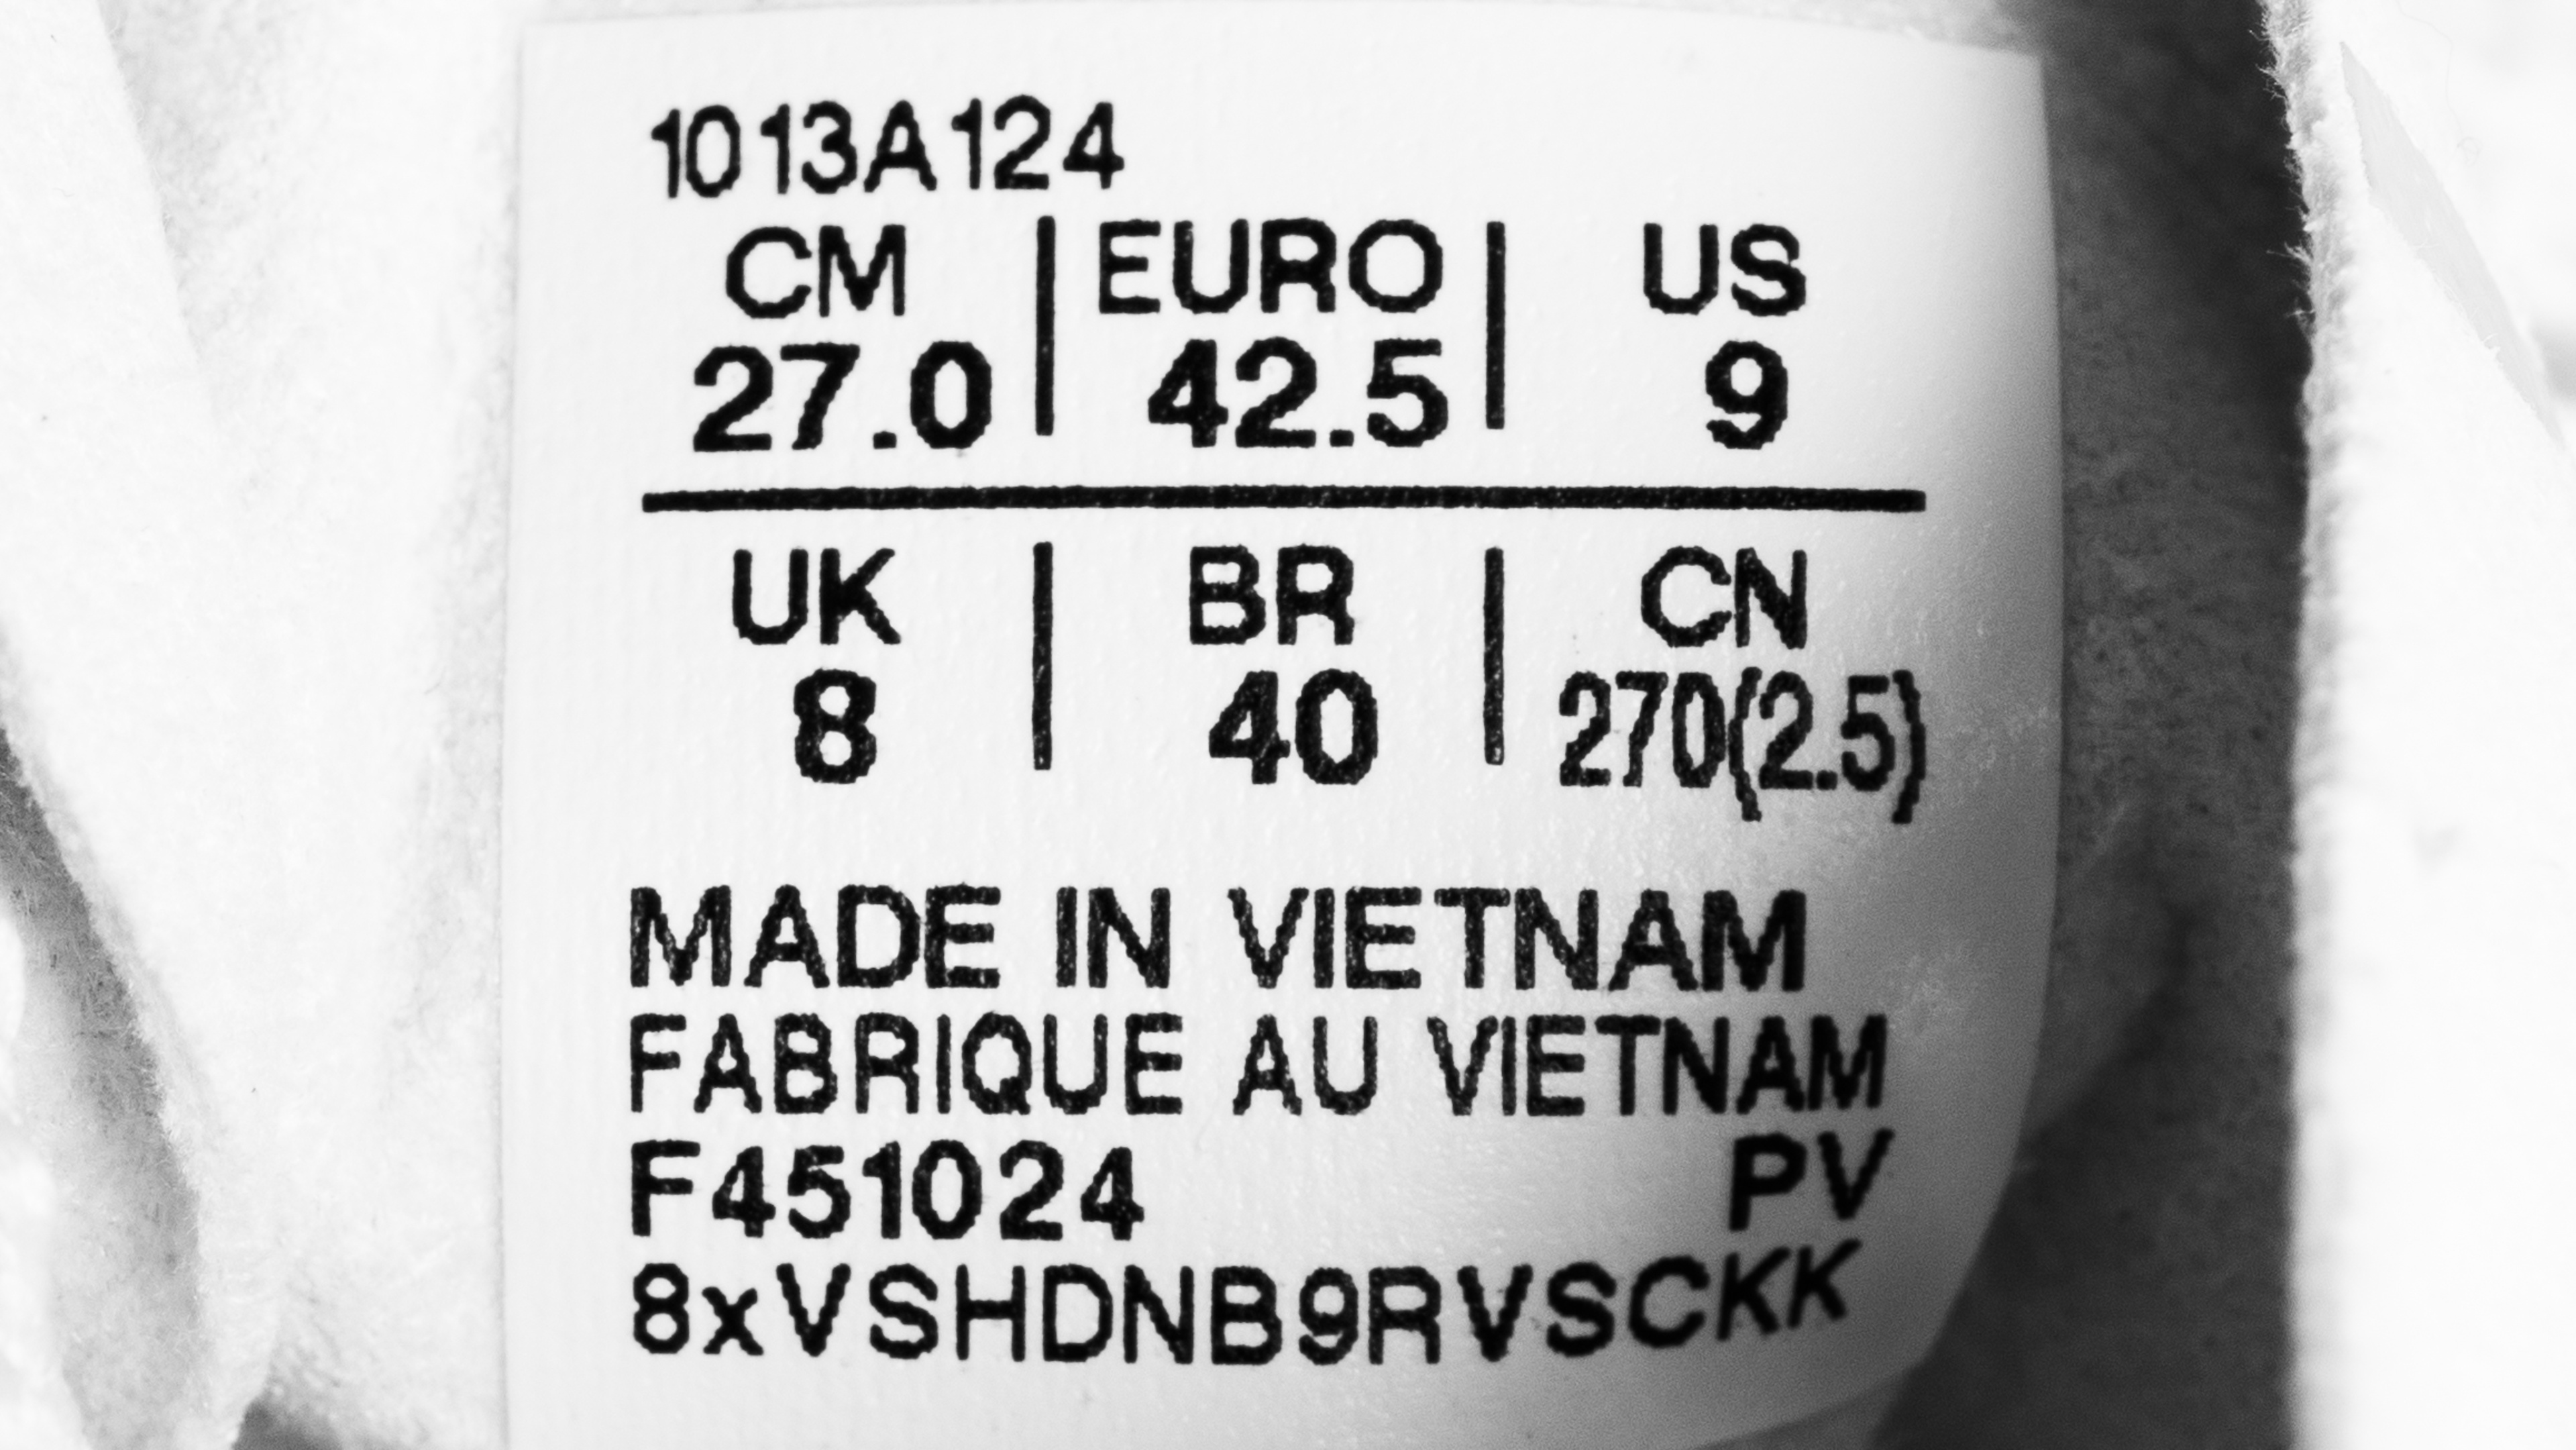 1013A124
CM | EURO | US
27.0 | 42.5 | 9
UK | BR | CN
8 | 40 | 270(2.5)
MADE IN VIETNAM
FABRIQUE AU VIETNAM
F451024 PV
8xVSHDNB9RVSCKK